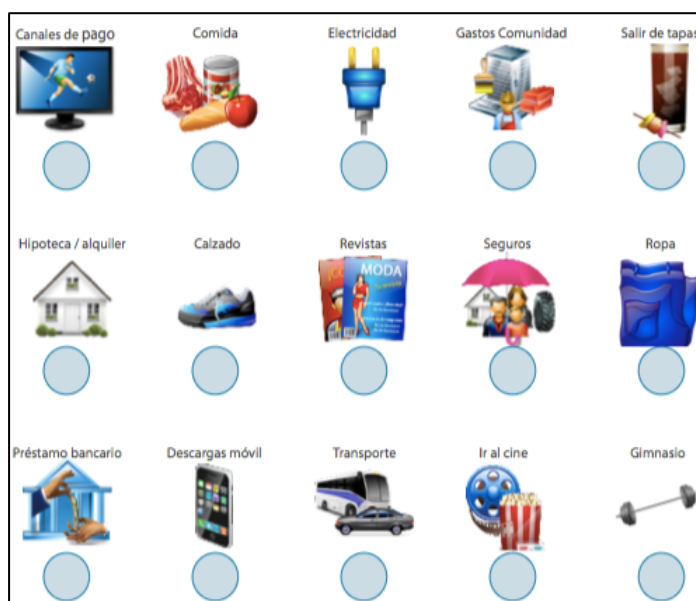 Canales de pago
Comida
Electricidad
Gastos Comunidad
Salir de tapas
Hipoteca / alquiler
Calzado
Revistas
MODA
Seguros
Ropa
Préstamo bancario
Descargas móvil
Transporte
Ir al cine
Gimnasio